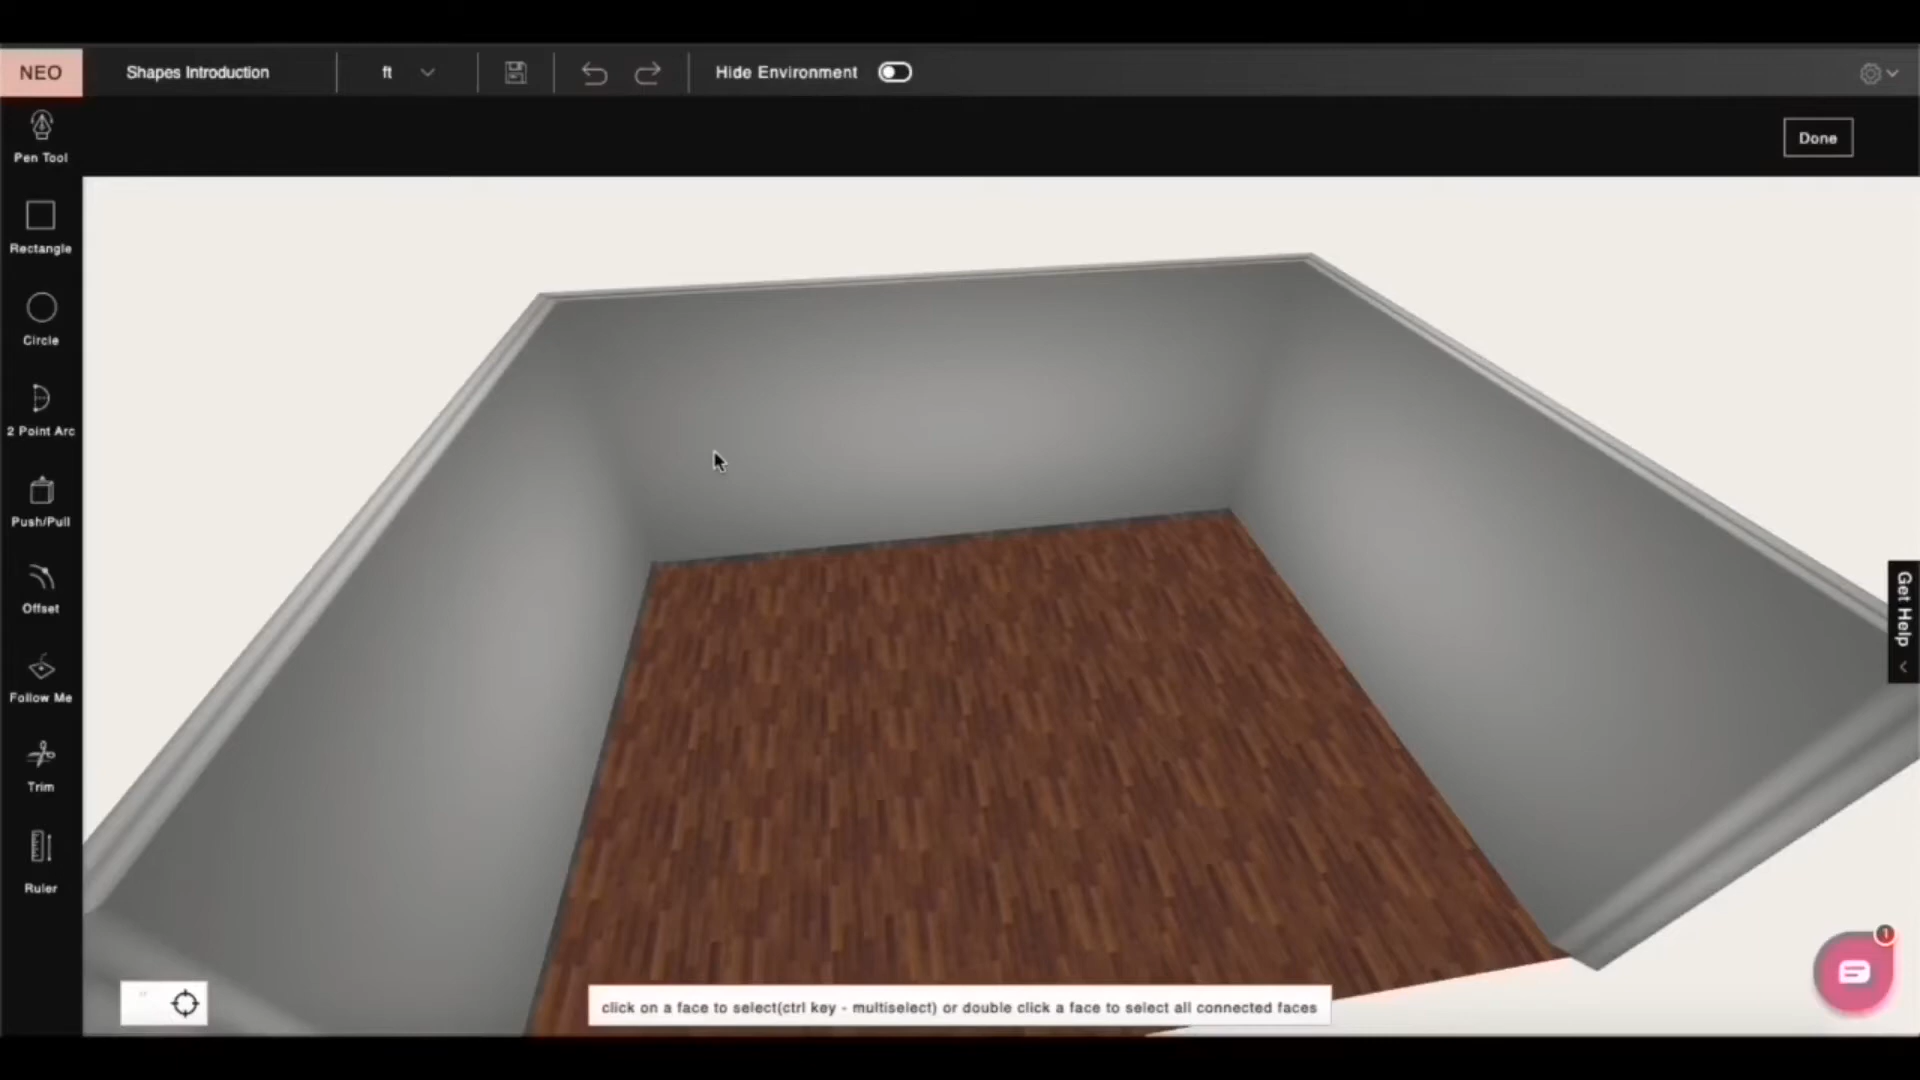 NEO
Shapes Introduction
ft
Hide Environment
Done
Pen Tool
Rectangle
Circle
2 Point Arc
Push/Pull
Offset
Follow Me
Trim
Ruler
Get Help
1
click on a face to select(ctrl key - multiselect) or double click a face to select all connected faces